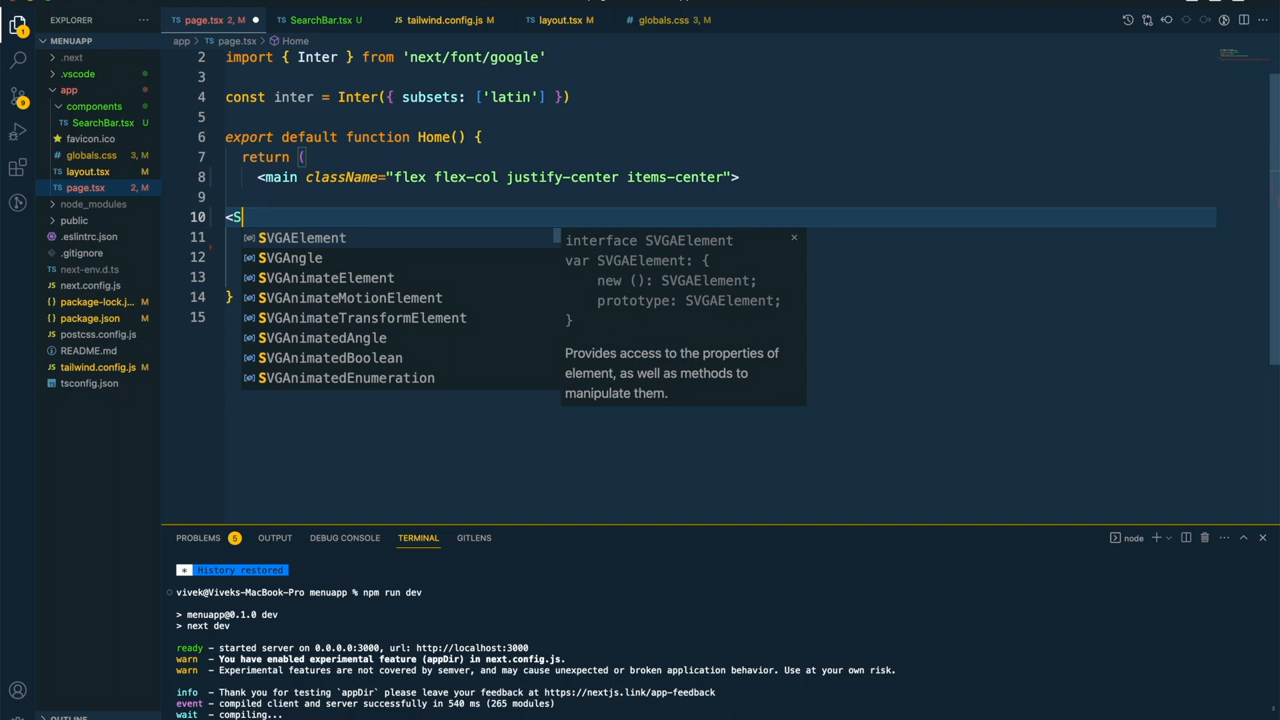 EXPLORER
page.tsx 2, M
SearchBar.tsx U
tailwind.config.js M
layout.tsx M
globals.css 3, M
MENUAPP
app > page.tsx > Home
.next
.vscode
app
components
SearchBar.tsx U
favicon.ico
globals.css 3, M
layout.tsx M
page.tsx 2, M
node_modules
public
.eslintrc.json
.gitignore
next-env.d.ts
next.config.js
package-lock.j... M
package.json M
postcss.config.js
README.md
tailwind.config.js M
tsconfig.json
OUTLINE
1
9
2 import { Inter } from 'next/font/google'
3
4 const inter = Inter({ subsets: ['latin'] })
5
6 export default function Home() {
7 return (
8 <main className="flex flex-col justify-center items-center">
9
10 <S
11
12
13
14 }
15
SVGAElement
SVGAngle
SVGAnimateElement
SVGAnimateMotionElement
SVGAnimateTransformElement
SVGAnimatedAngle
SVGAnimatedBoolean
SVGAnimatedEnumeration
interface SVGAElement
var SVGAElement: {
new (): SVGAElement;
prototype: SVGAElement;
}
Provides access to the properties of
element, as well as methods to
manipulate them.
PROBLEMS 5 OUTPUT DEBUG CONSOLE TERMINAL GITLENS
node
* History restored
vivek@Viveks-MacBook-Pro menuapp % npm run dev
> menuapp@0.1.0 dev
> next dev
ready - started server on 0.0.0.0:3000, url: http://localhost:3000
warn - You have enabled experimental feature (appDir) in next.config.js.
warn - Experimental features are not covered by semver, and may cause unexpected or broken application behavior. Use at your own risk.
info - Thank you for testing `appDir` please leave your feedback at https://nextjs.link/app-feedback
event - compiled client and server successfully in 540 ms (265 modules)
wait - compiling...